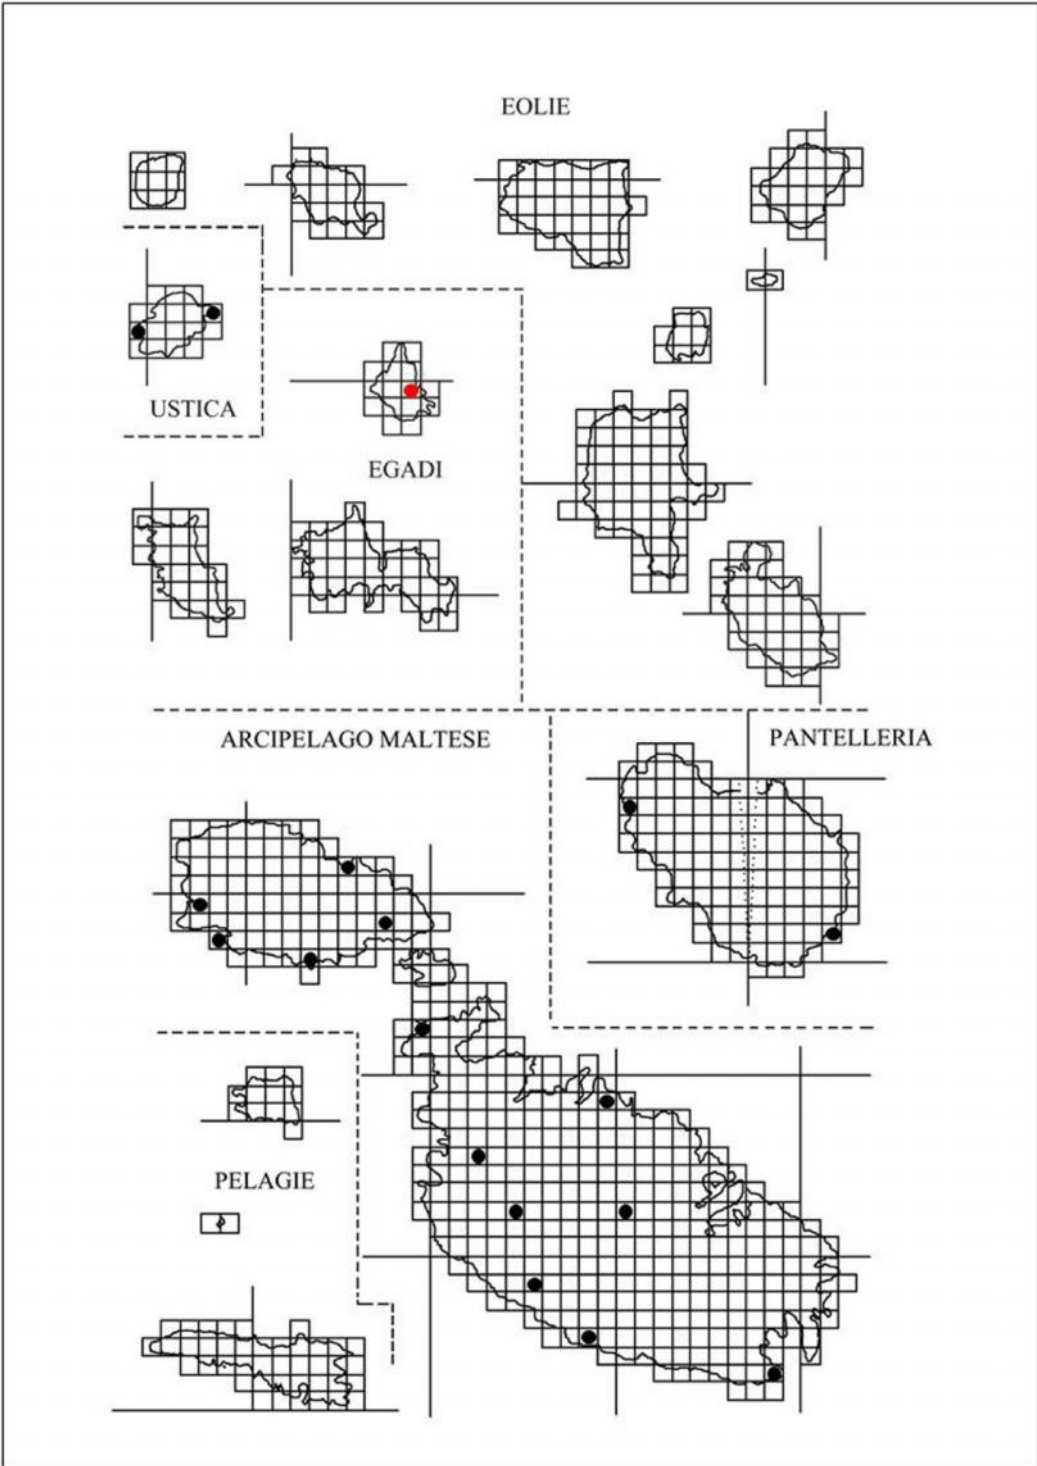 EOLIE
USTICA
EGADI
ARCIPELAGO MALTESE
PANTELLERIA
PELAGIE